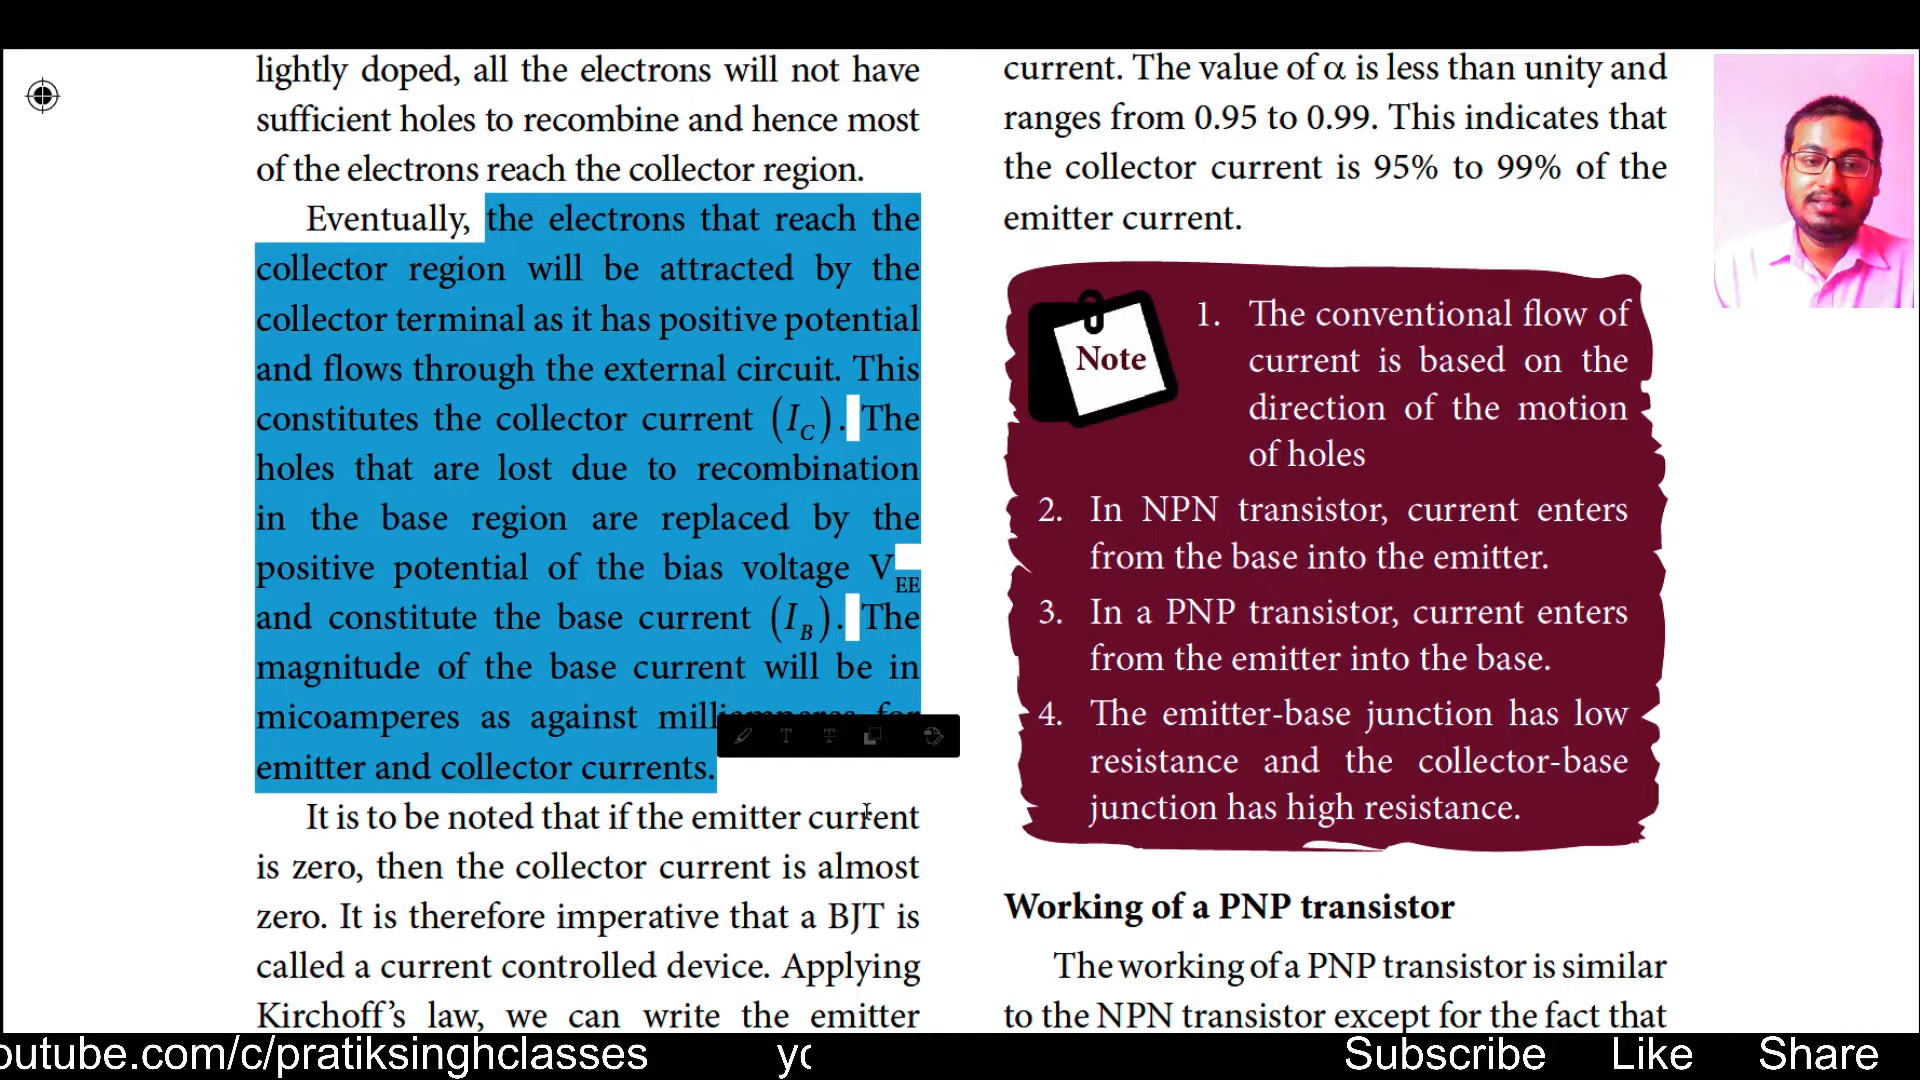 lightly doped, all the electrons will not have
sufficient holes to recombine and hence most
of the electrons reach the collector region.
Eventually, the electrons that reach the
collector region will be attracted by the
collector terminal as it has positive potential
and flows through the external circuit. This
constitutes the collector current (I_C). The
holes that are lost due to recombination
in the base region are replaced by the
positive potential of the bias voltage V_EE
and constitute the base current (I_B). The
magnitude of the base current will be in
micoamperes as against milliamperes for
emitter and collector currents.
It is to be noted that if the emitter current
is zero, then the collector current is almost
zero. It is therefore imperative that a BJT is
called a current controlled device. Applying
Kirchoff’s law, we can write the emitter
current. The value of α is less than unity and
ranges from 0.95 to 0.99. This indicates that
the collector current is 95% to 99% of the
emitter current.
Note
1. The conventional flow of
current is based on the
direction of the motion
of holes
2. In NPN transistor, current enters
from the base into the emitter.
3. In a PNP transistor, current enters
from the emitter into the base.
4. The emitter-base junction has low
resistance and the collector-base
junction has high resistance.
Working of a PNP transistor
The working of a PNP transistor is similar
to the NPN transistor except for the fact that
outube.com/c/pratiksinghclasses yo Subscribe Like Share